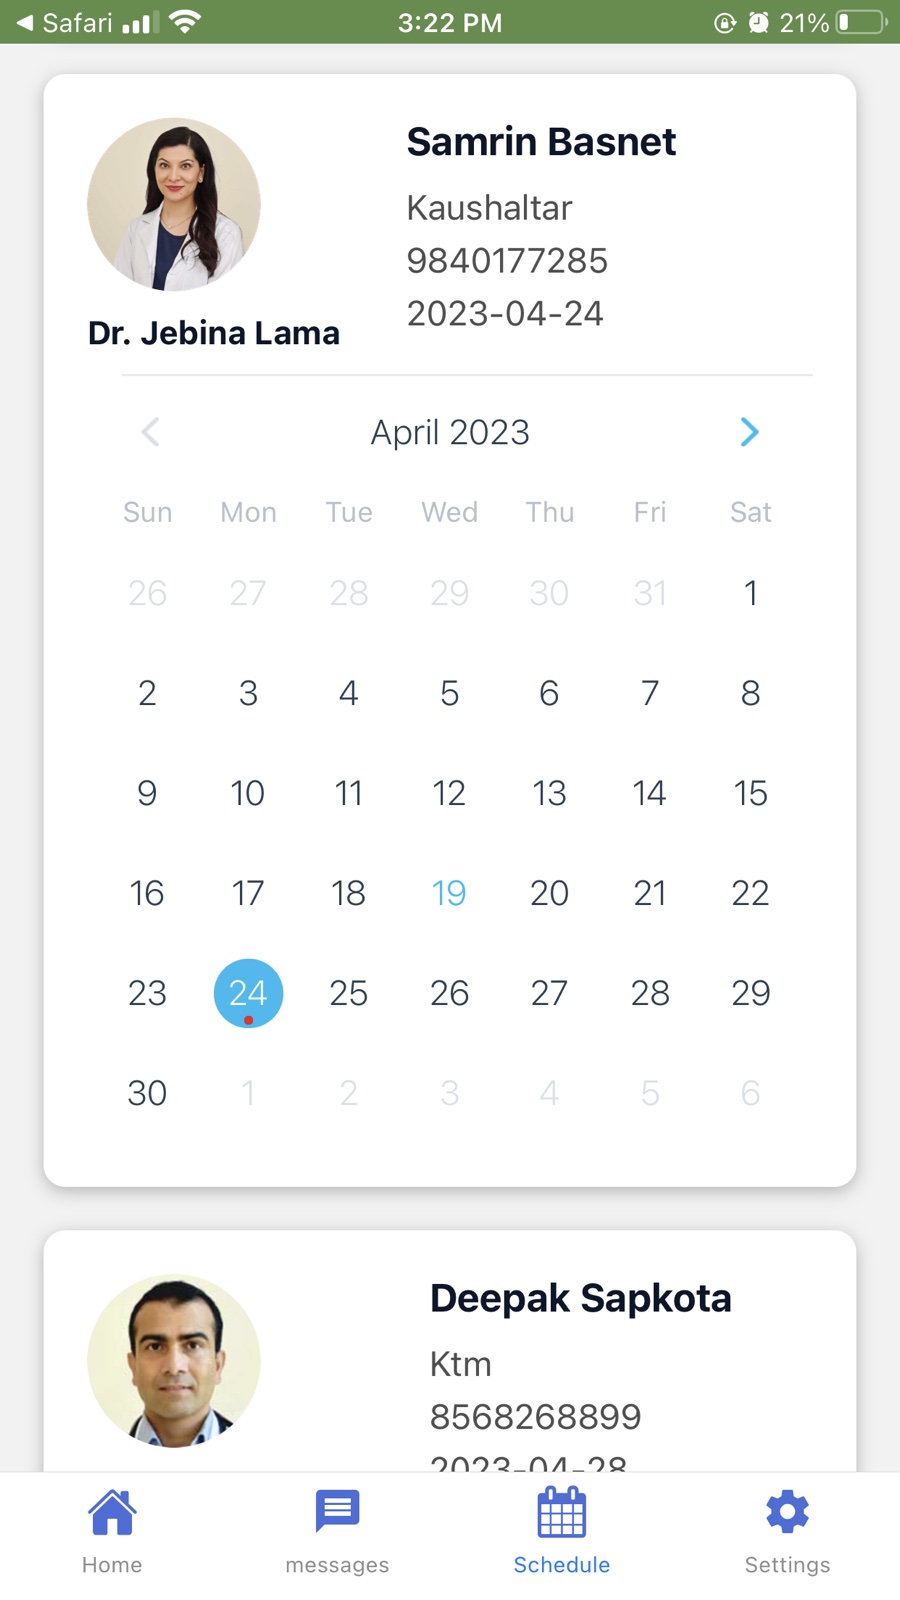 Safari 3:22 PM 21%
Samrin Basnet
Kaushaltar
9840177285
2023-04-24
Dr. Jebina Lama
April 2023
Sun Mon Tue Wed Thu Fri Sat
26 27 28 29 30 31 1
2 3 4 5 6 7 8
9 10 11 12 13 14 15
16 17 18 19 20 21 22
23 24 25 26 27 28 29
30 1 2 3 4 5 6
Deepak Sapkota
Ktm
8568268899
2023-04-28
Home messages Schedule Settings